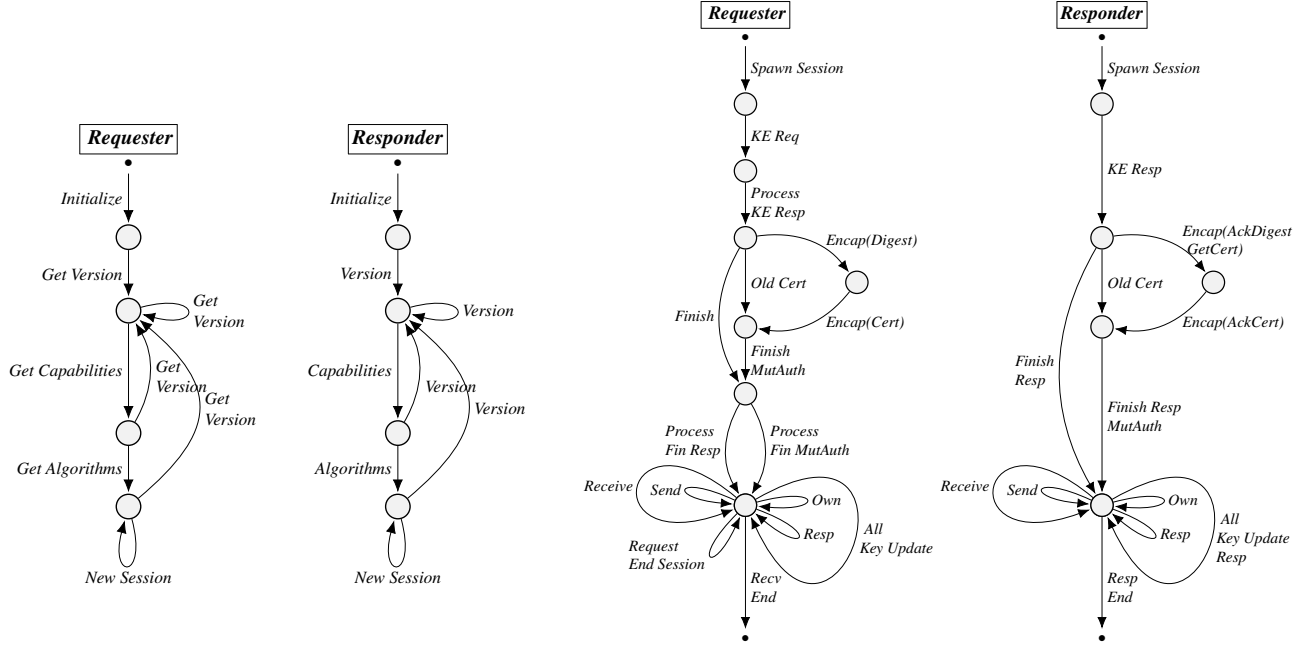 Requester
Initialize
Get Version
Get
Version
Get Capabilities
Get
Version
Get
Version
Get Algorithms
New Session
Responder
Initialize
Version
Version
Capabilities
Version
Version
Algorithms
New Session
Requester
Spawn Session
KE Req
Process
KE Resp
Encap(Digest)
Old Cert
Finish
Encap(Cert)
Finish
MutAuth
Process
Fin Resp
Process
Fin MutAuth
Receive
Send
Own
Resp
All
Key Update
Request
End Session
Recv
End
Responder
Spawn Session
KE Resp
Encap(AckDigest
GetCert)
Old Cert
Encap(AckCert)
Finish
Resp
Finish Resp
MutAuth
Receive
Send
Own
Resp
All
Key Update
Resp
Resp
End